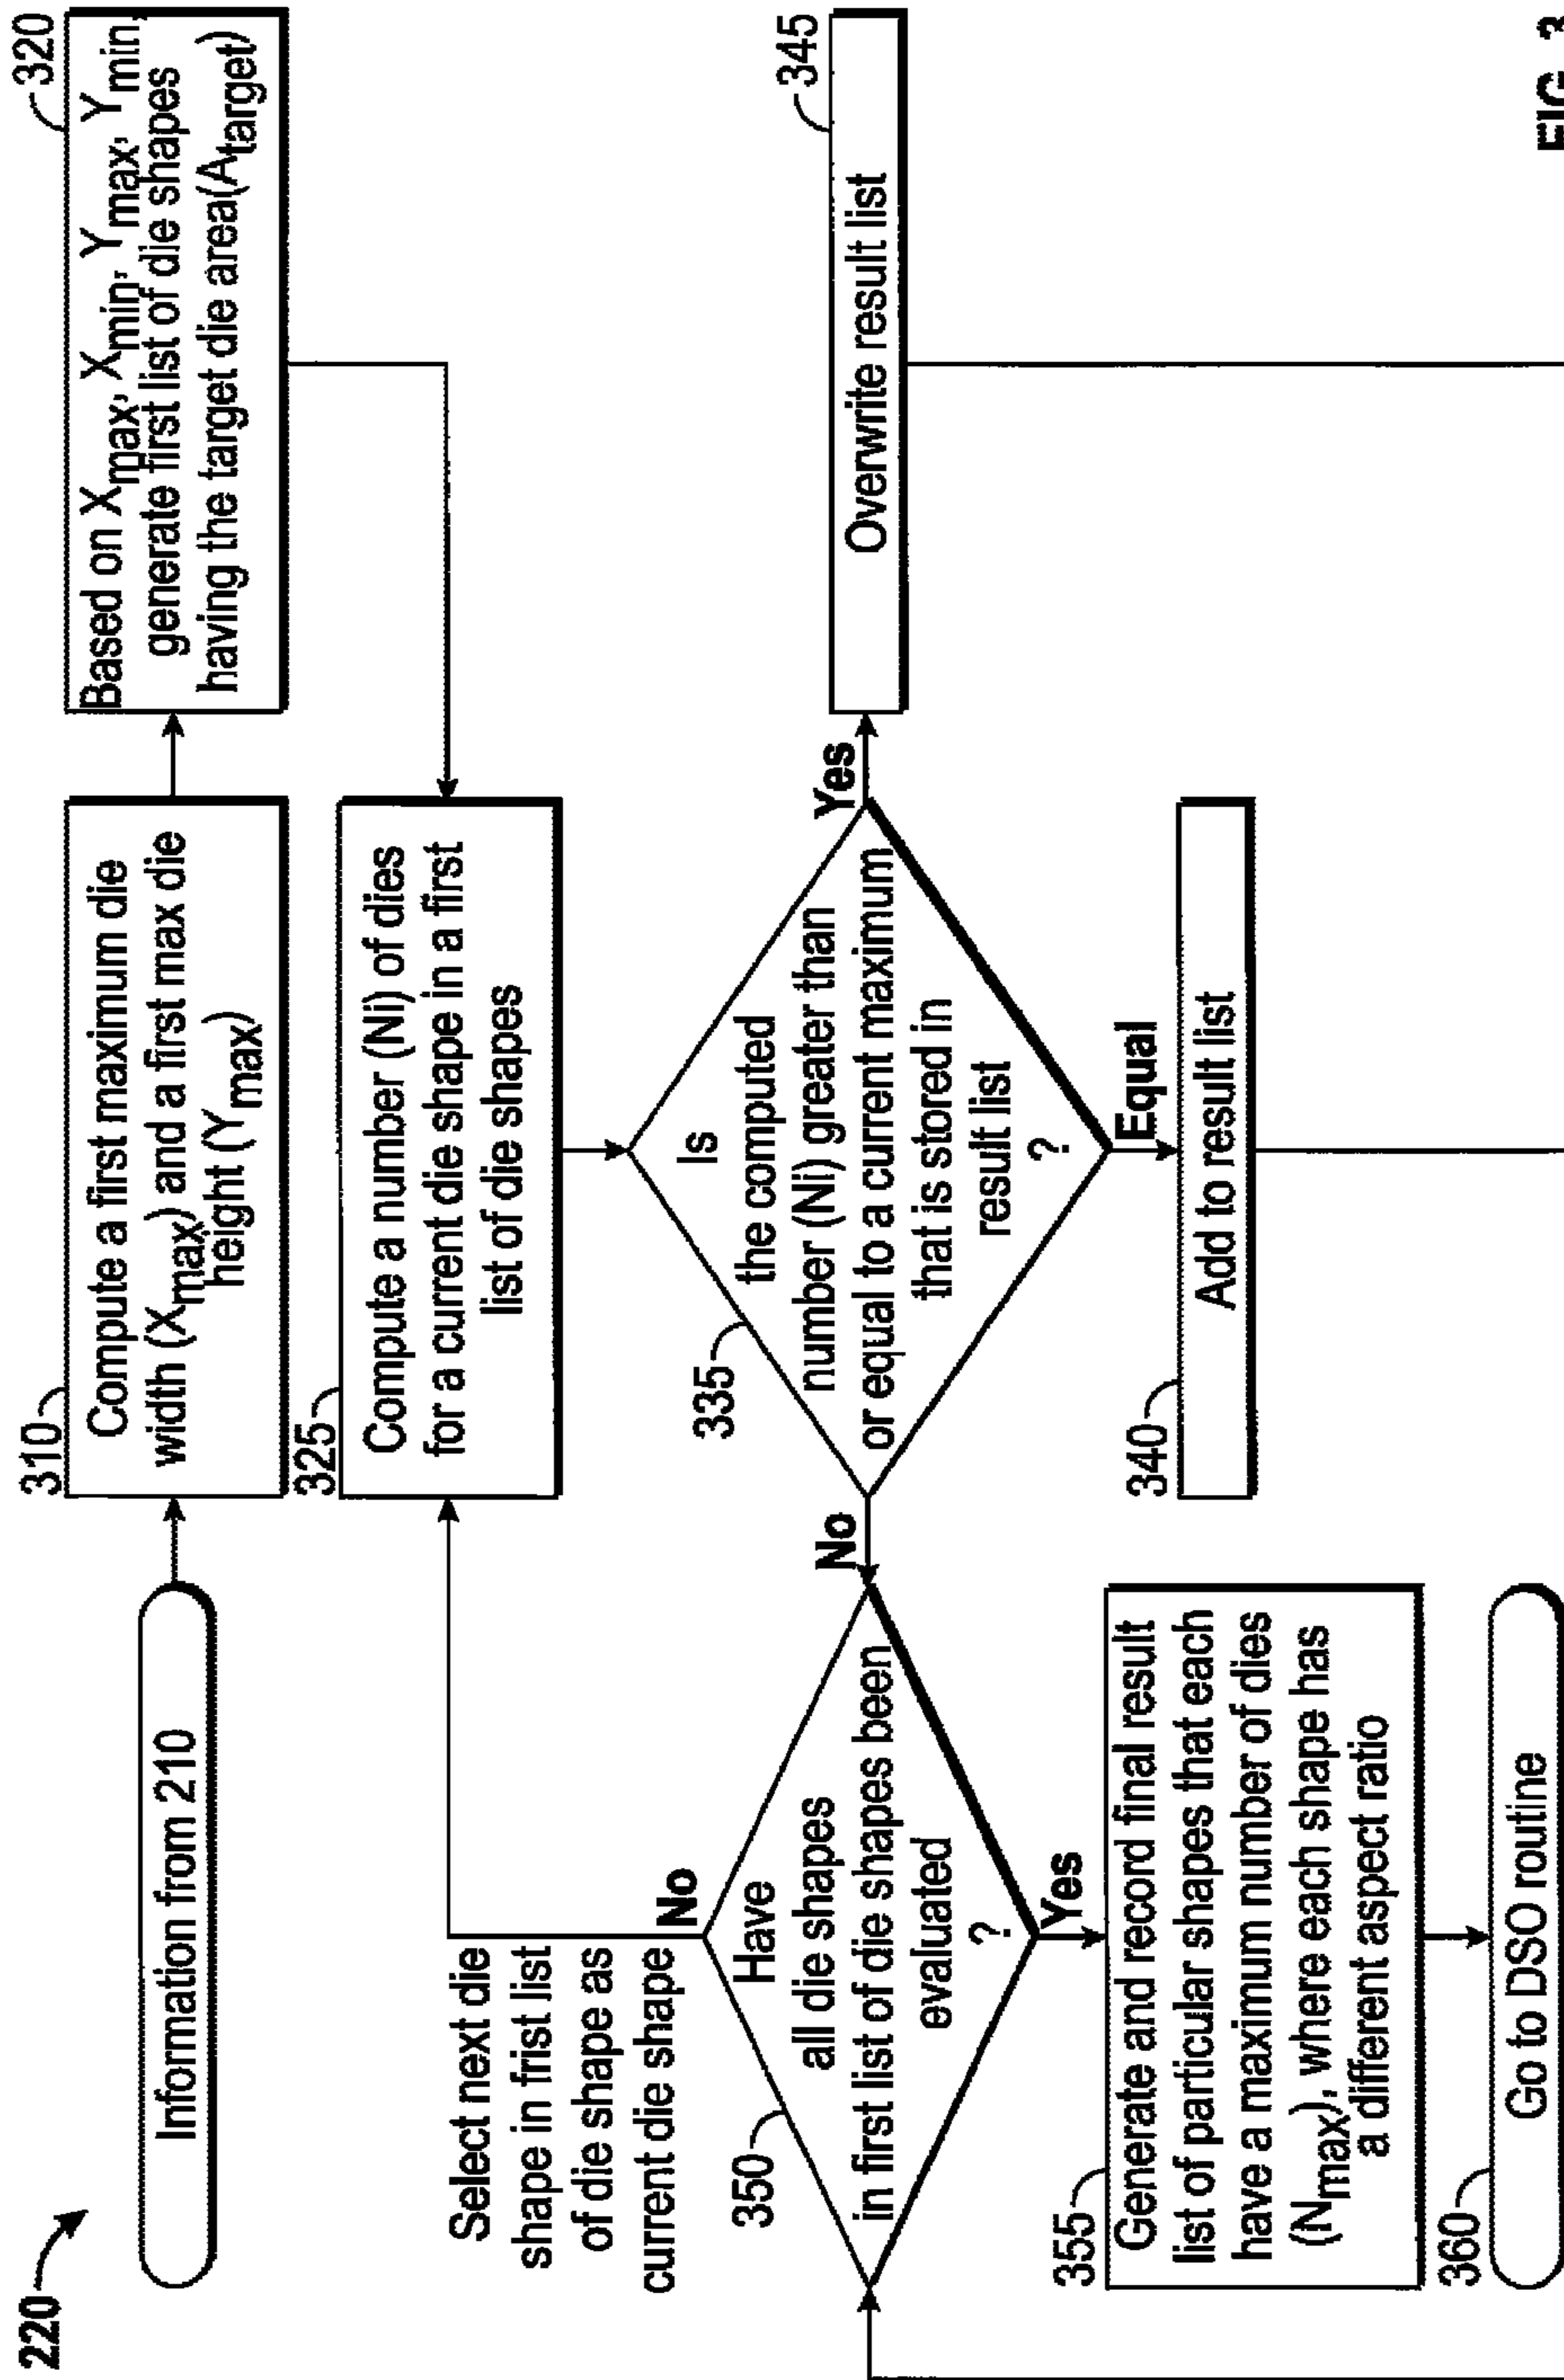 220
Information from 210
310
Compute a first maximum die
width (Xmax) and a first max die
height (Ymax)
320
Based on Xmax, Xmin, Ymax, Ymin,
generate first list of die shapes
having the target die area(Atarget)
325
Compute a number (Ni) of dies
for a current die shape in a first
list of die shapes
Select next die
shape in frist list
of die shape as
current die shape
No
335
Is
the computed
number (Ni) greater than
or equal to a current maximum
that is stored in
result list
?
Yes
345
Overwrite result list
No
350
Have
all die shapes
in first list of die shapes been
evaluated
?
Equal
Yes
340
Add to result list
355
Generate and record final result
list of particular shapes that each
have a maximum number of dies
(Nmax), where each shape has
a different aspect ratio
360
Go to DSO routine
FIG. 3